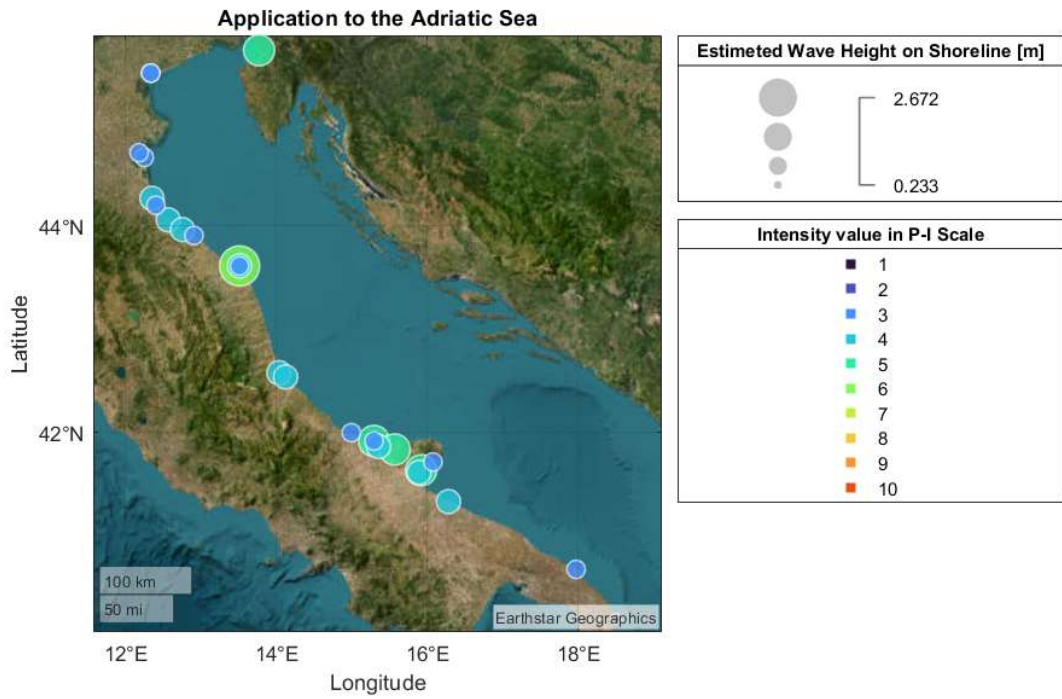 Application to the Adriatic Sea
Estimeted Wave Height on Shoreline [m]
2.672
0.233
Intensity value in P-I Scale
1
2
3
4
5
6
7
8
9
10
44°N
42°N
Latitude
100 km
50 mi
Earthstar Geographics
12°E 14°E 16°E 18°E
Longitude